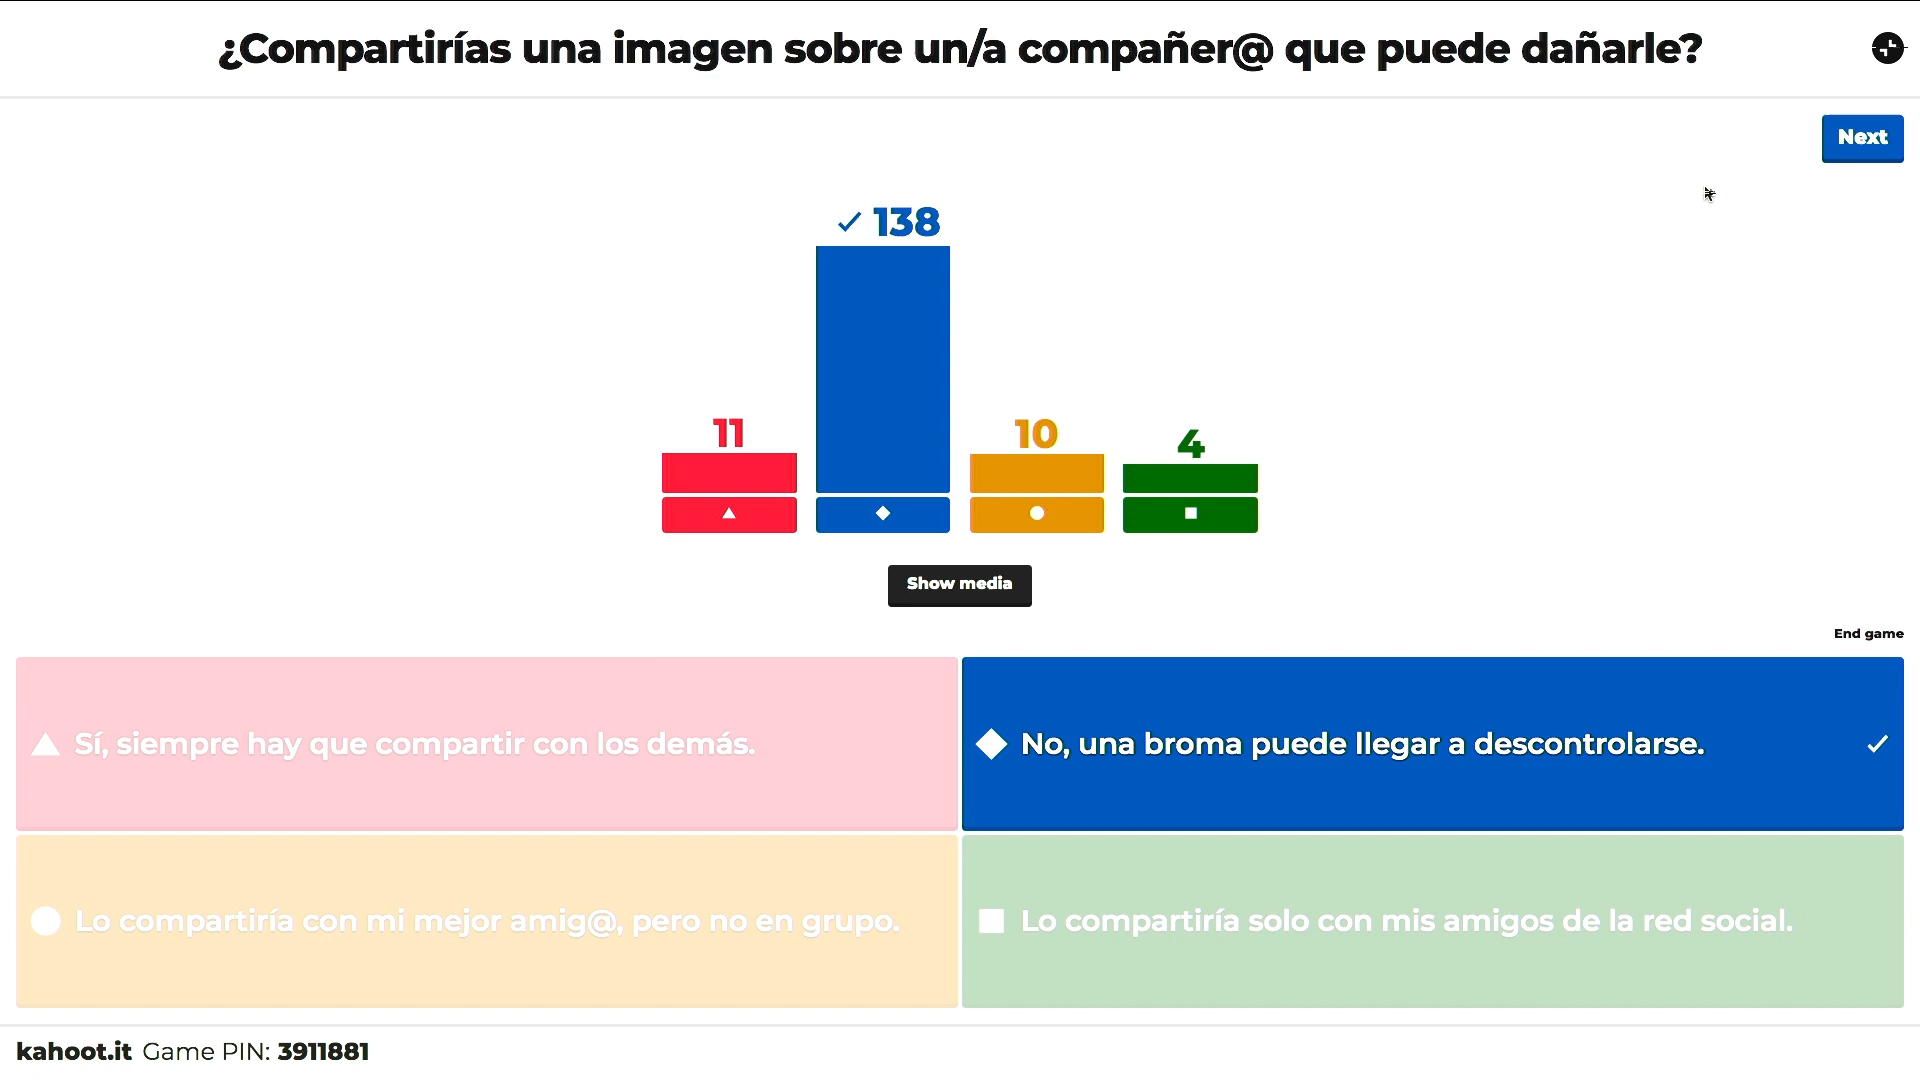 ¿Compartirías una imagen sobre un/a compañer@ que puede dañarle?
Next
138
11
10
4
Show media
End game
Sí, siempre hay que compartir con los demás.
No, una broma puede llegar a descontrolarse.
Lo compartiría con mi mejor amig@, pero no en grupo.
Lo compartiría solo con mis amigos de la red social.
kahoot.it Game PIN: 3911881